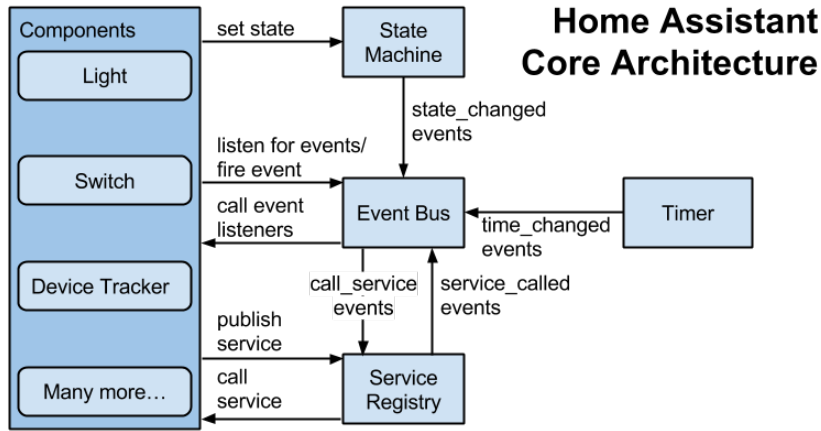 Home Assistant
Core Architecture
Components
Light
Switch
Device Tracker
Many more…
set state
State
Machine
state_changed
events
listen for events/
fire event
call event
listeners
Event Bus
time_changed
events
Timer
call_service
events
service_called
events
publish
service
call
service
Service
Registry